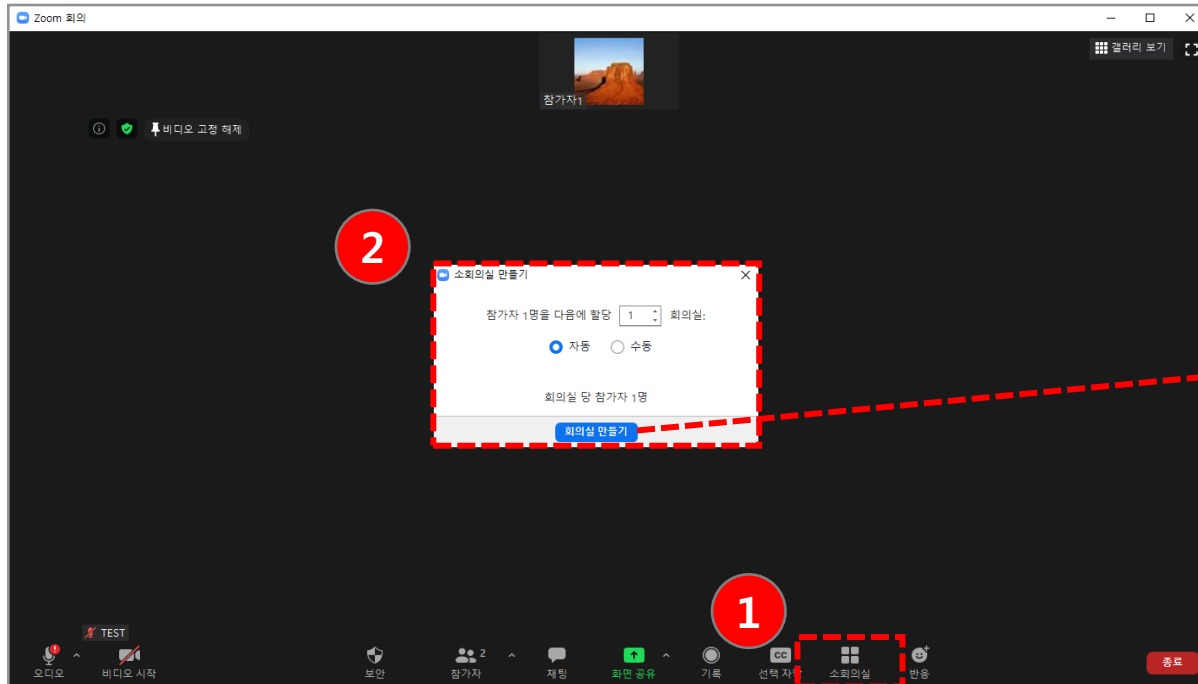 Zoom 회의
갤러리 보기
참가자1
비디오 고정 해제
2
소회의실 만들기
참가자 1명을 다음에 할당 1 회의실:
자동 수동
회의실 당 참가자 1명
회의실 만들기
1
TEST
오디오 비디오 시작 보안 참가자 2 채팅 화면 공유 기록 CC 선택 자막 소회의실 반응 종료